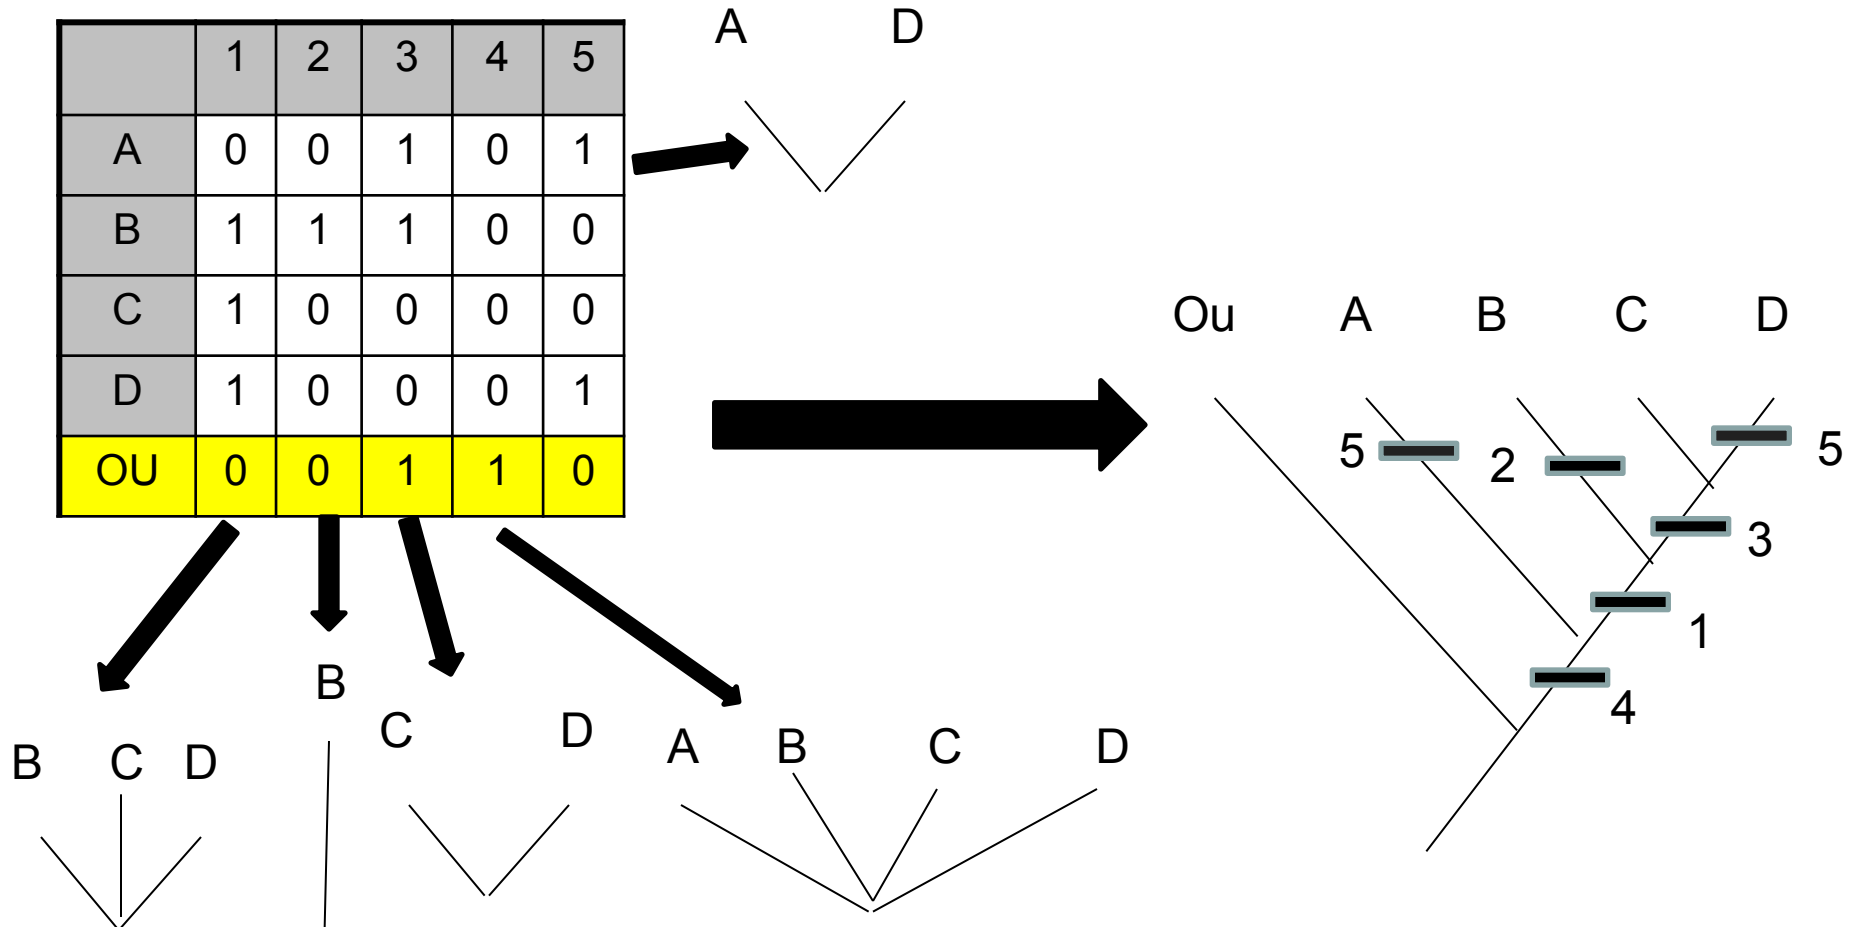 A D
1 2 3 4 5
A 0 0 1 0 1
B 1 1 1 0 0
C 1 0 0 0 0
D 1 0 0 0 1
OU 0 0 1 1 0
Ou A B C D
5 2 5
3
1
4
B
C D
A B C D
B C D